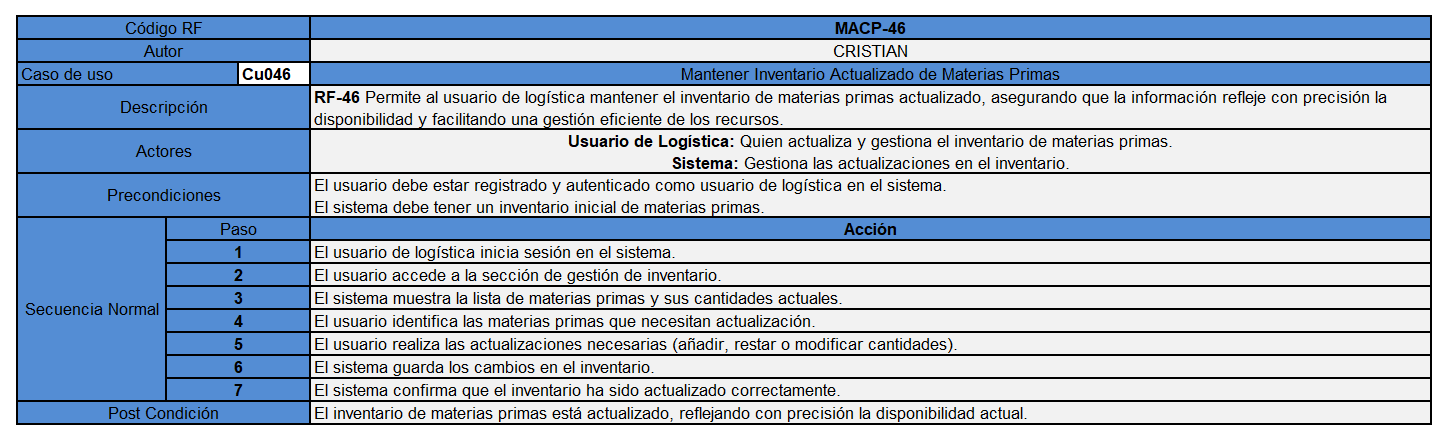 Código RF MACP-46
Autor CRISTIAN
Caso de uso Cu046 Mantener Inventario Actualizado de Materias Primas
Descripción
RF-46 Permite al usuario de logística mantener el inventario de materias primas actualizado, asegurando que la información refleje con precisión la
disponibilidad y facilitando una gestión eficiente de los recursos.
Actores
Usuario de Logística: Quien actualiza y gestiona el inventario de materias primas.
Sistema: Gestiona las actualizaciones en el inventario.
Precondiciones
El usuario debe estar registrado y autenticado como usuario de logística en el sistema.
El sistema debe tener un inventario inicial de materias primas.
Secuencia Normal
Paso Acción
1 El usuario de logística inicia sesión en el sistema.
2 El usuario accede a la sección de gestión de inventario.
3 El sistema muestra la lista de materias primas y sus cantidades actuales.
4 El usuario identifica las materias primas que necesitan actualización.
5 El usuario realiza las actualizaciones necesarias (añadir, restar o modificar cantidades).
6 El sistema guarda los cambios en el inventario.
7 El sistema confirma que el inventario ha sido actualizado correctamente.
Post Condición El inventario de materias primas está actualizado, reflejando con precisión la disponibilidad actual.